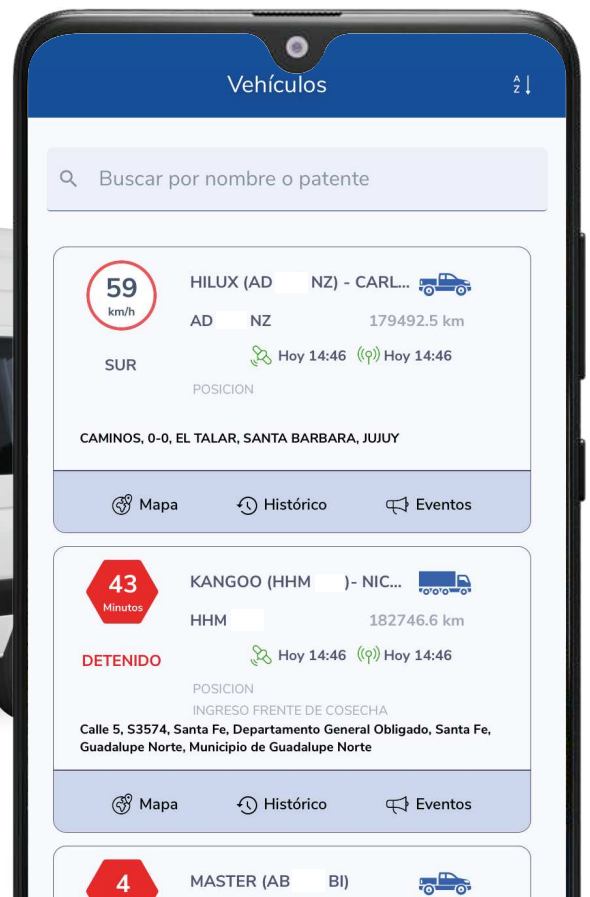 Vehículos
A
Z
Buscar por nombre o patente
59
km/h
HILUX (AD NZ) - CARL...
AD NZ
179492.5 km
SUR
Hoy 14:46
Hoy 14:46
POSICION
CAMINOS, 0-0, EL TALAR, SANTA BARBARA, JUJUY
Mapa
Histórico
Eventos
43
Minutos
KANGOO (HHM )- NIC...
HHM
182746.6 km
DETENIDO
Hoy 14:46
Hoy 14:46
POSICION
INGRESO FRENTE DE COSECHA
Calle 5, S3574, Santa Fe, Departamento General Obligado, Santa Fe,
Guadalupe Norte, Municipio de Guadalupe Norte
Mapa
Histórico
Eventos
4
MASTER (AB BI)